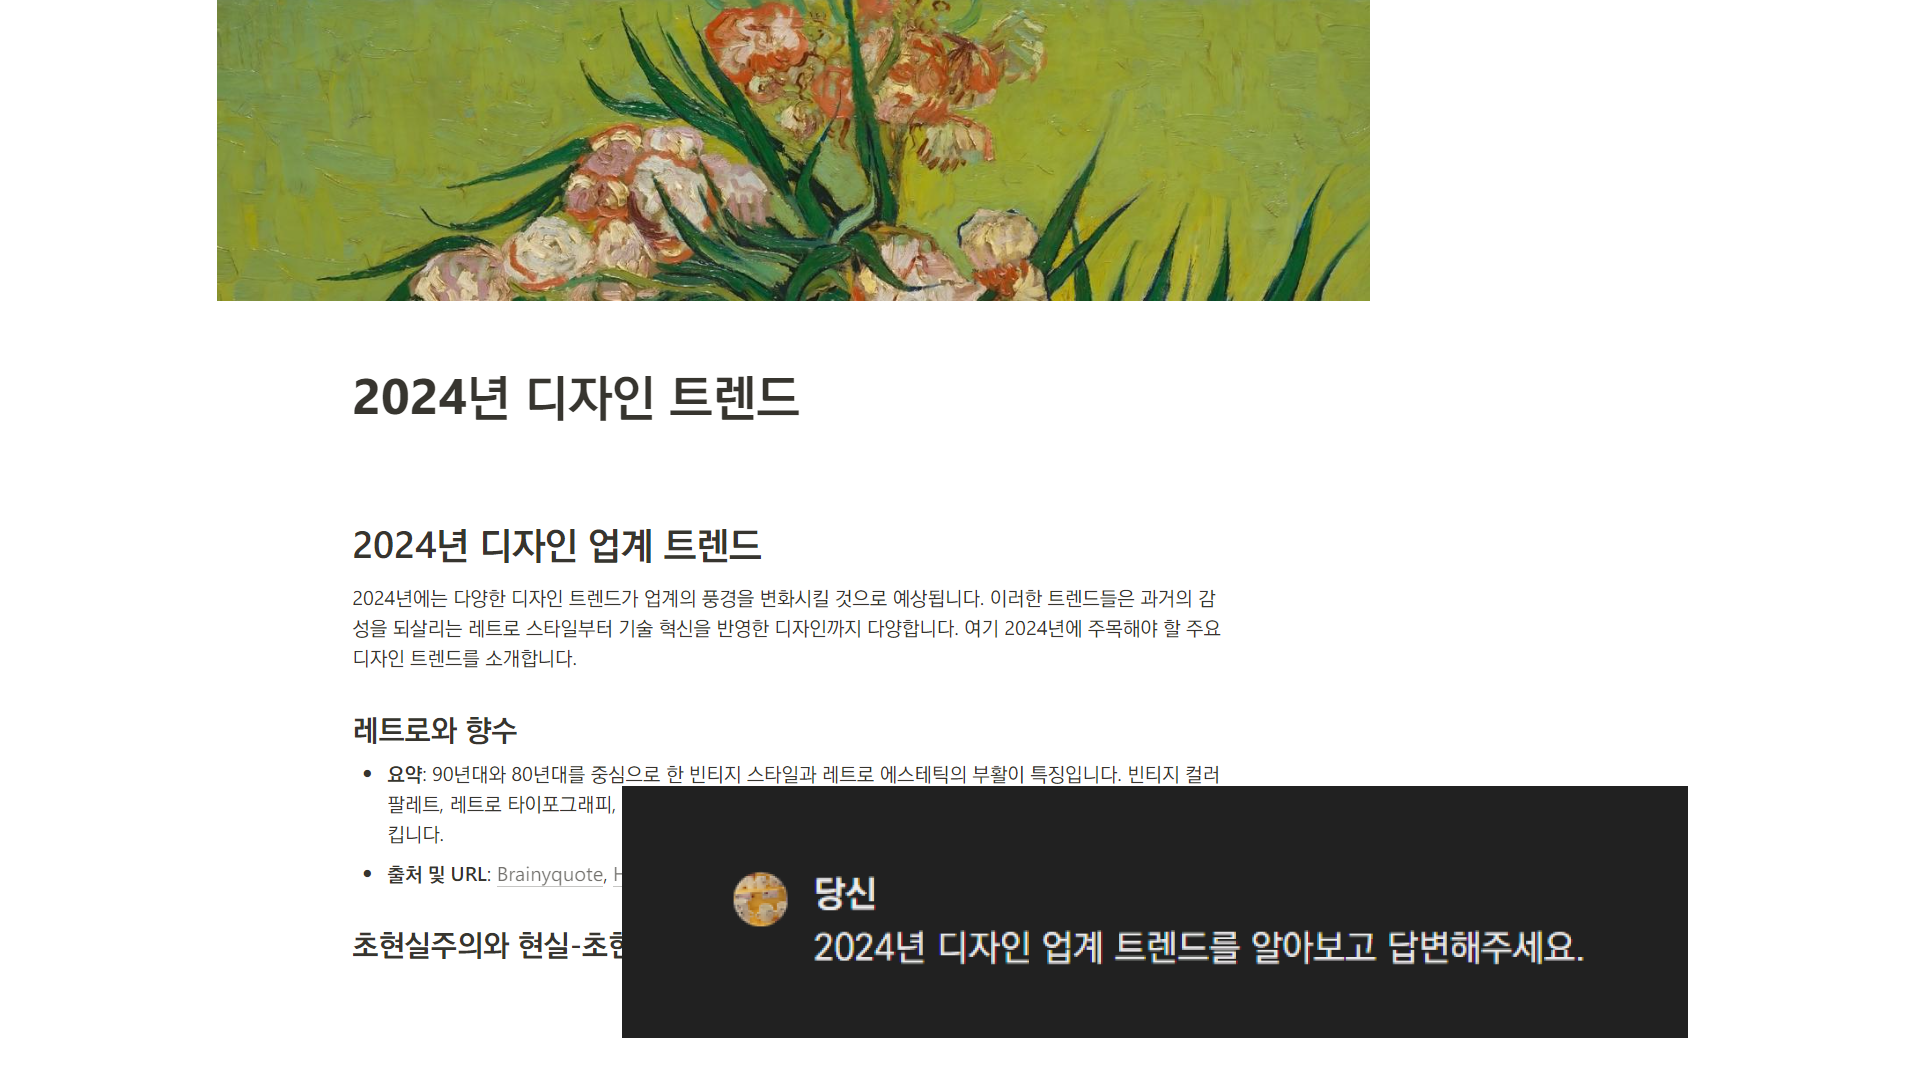 2024년 디자인 트렌드
2024년 디자인 업계 트렌드
2024년에는 다양한 디자인 트렌드가 업계의 풍경을 변화시킬 것으로 예상됩니다. 이러한 트렌드들은 과거의 감
성을 되살리는 레트로 스타일부터 기술 혁신을 반영한 디자인까지 다양합니다. 여기 2024년에 주목해야 할 주요
디자인 트렌드를 소개합니다.
레트로와 향수
• 요약: 90년대와 80년대를 중심으로 한 빈티지 스타일과 레트로 에스테틱의 부활이 특징입니다. 빈티지 컬러
팔레트, 레트로 타이포그래피,
킵니다.
• 출처 및 URL: Brainyquote,
초현실주의와 현실-초현
당신
2024년 디자인 업계 트렌드를 알아보고 답변해주세요.